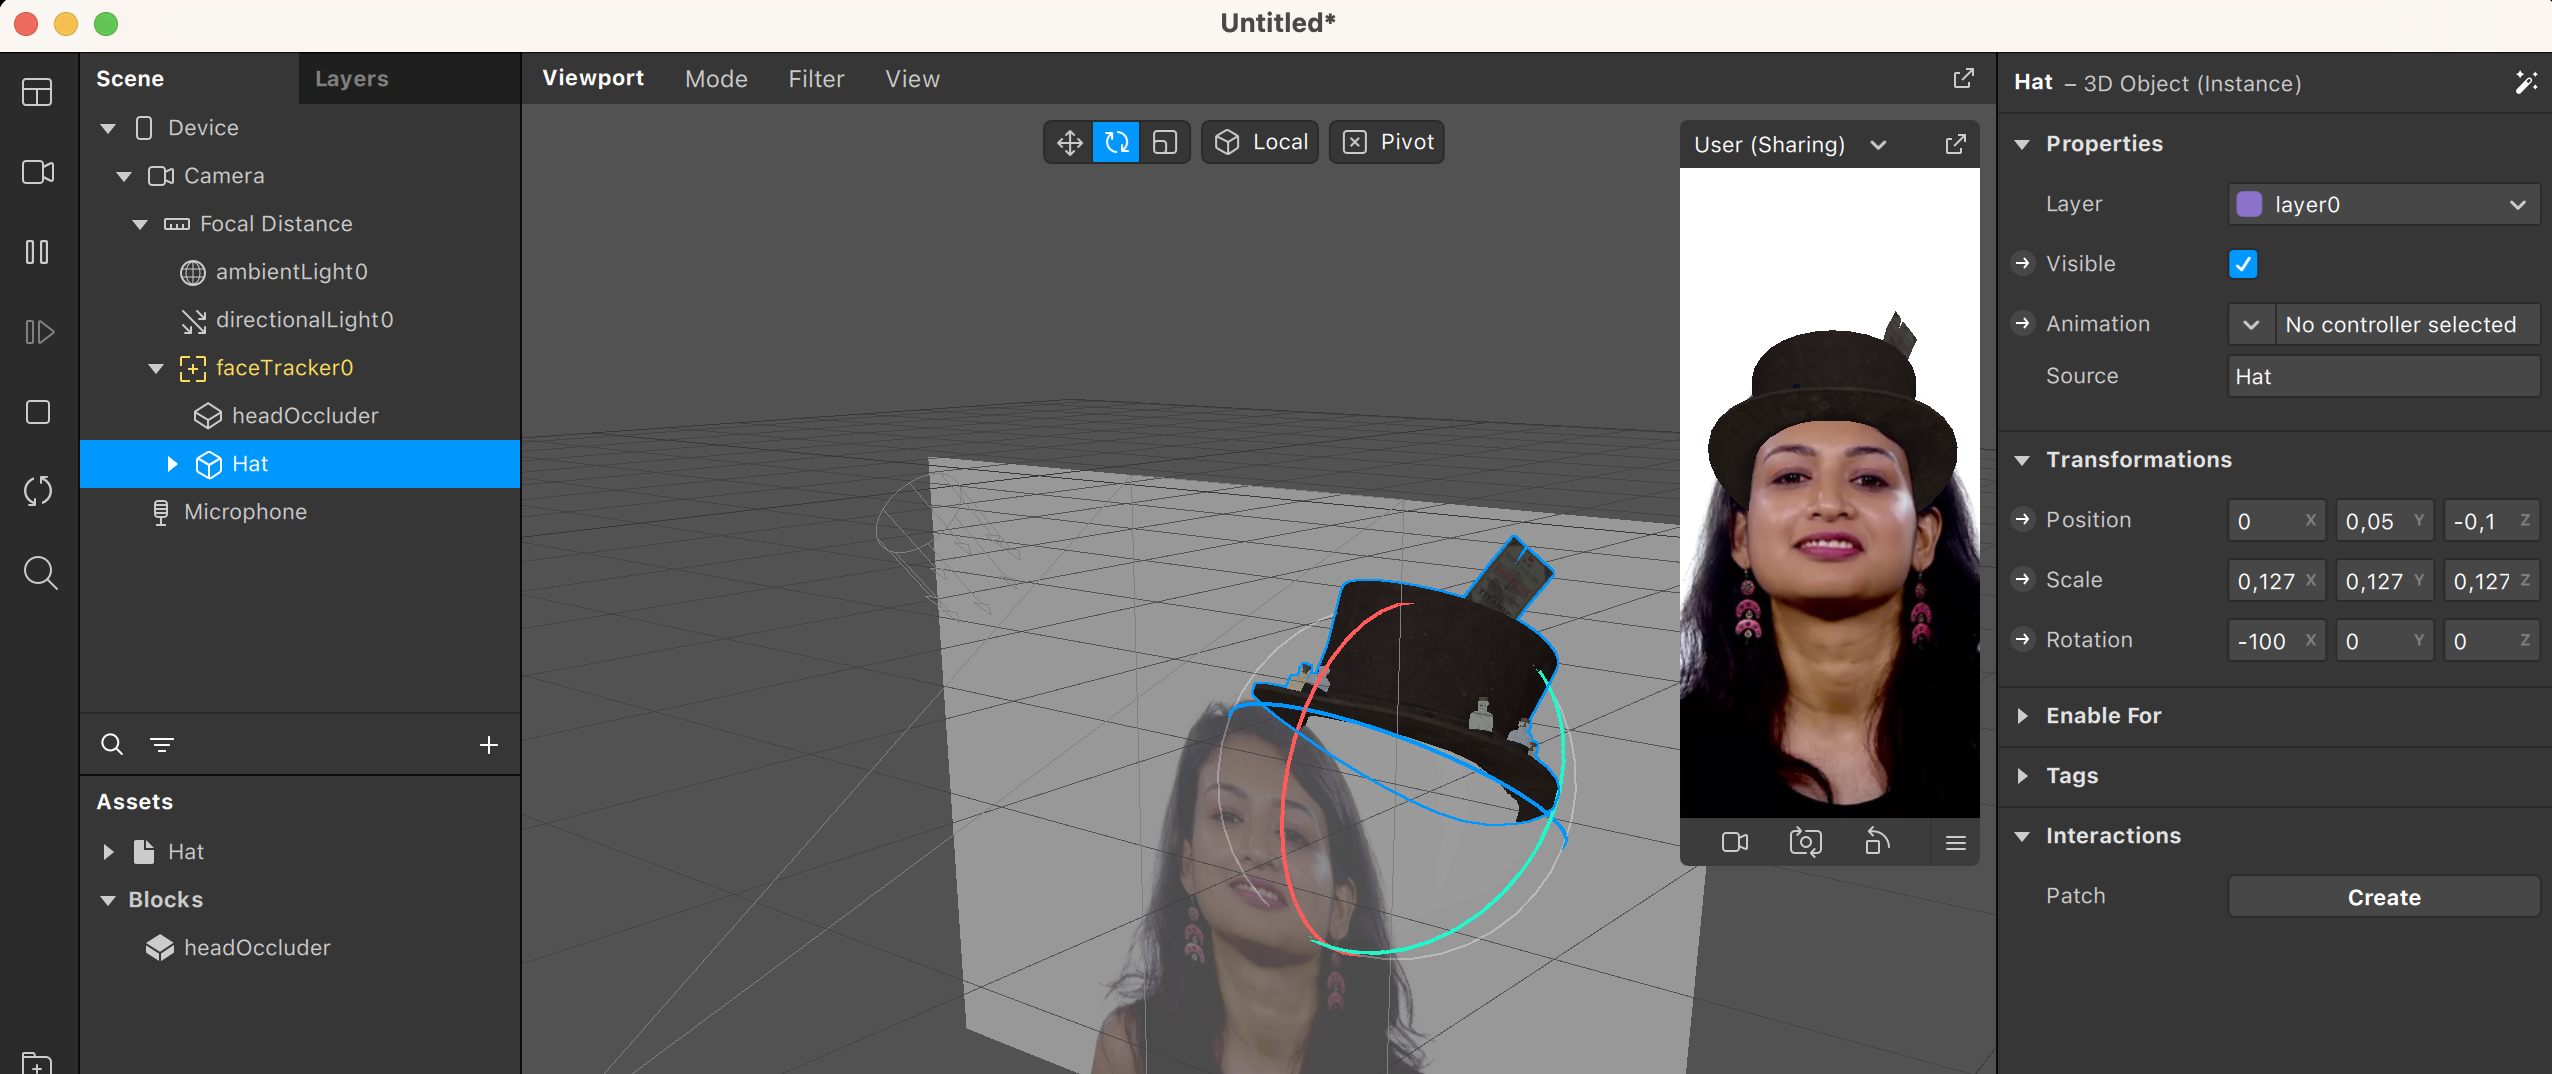 Untitled*
Scene
Layers
Device
Camera
Focal Distance
ambientLight0
directionalLight0
faceTracker0
headOccluder
Hat
Microphone
Assets
Hat
Blocks
headOccluder
Viewport Mode Filter View
Local
Pivot
User (Sharing)
Hat – 3D Object (Instance)
Properties
Layer layer0
Visible
Animation No controller selected
Source Hat
Transformations
Position 0 X 0,05 Y -0,1 Z
Scale 0,127 X 0,127 Y 0,127 Z
Rotation -100 X 0 Y 0 Z
Enable For
Tags
Interactions
Patch Create